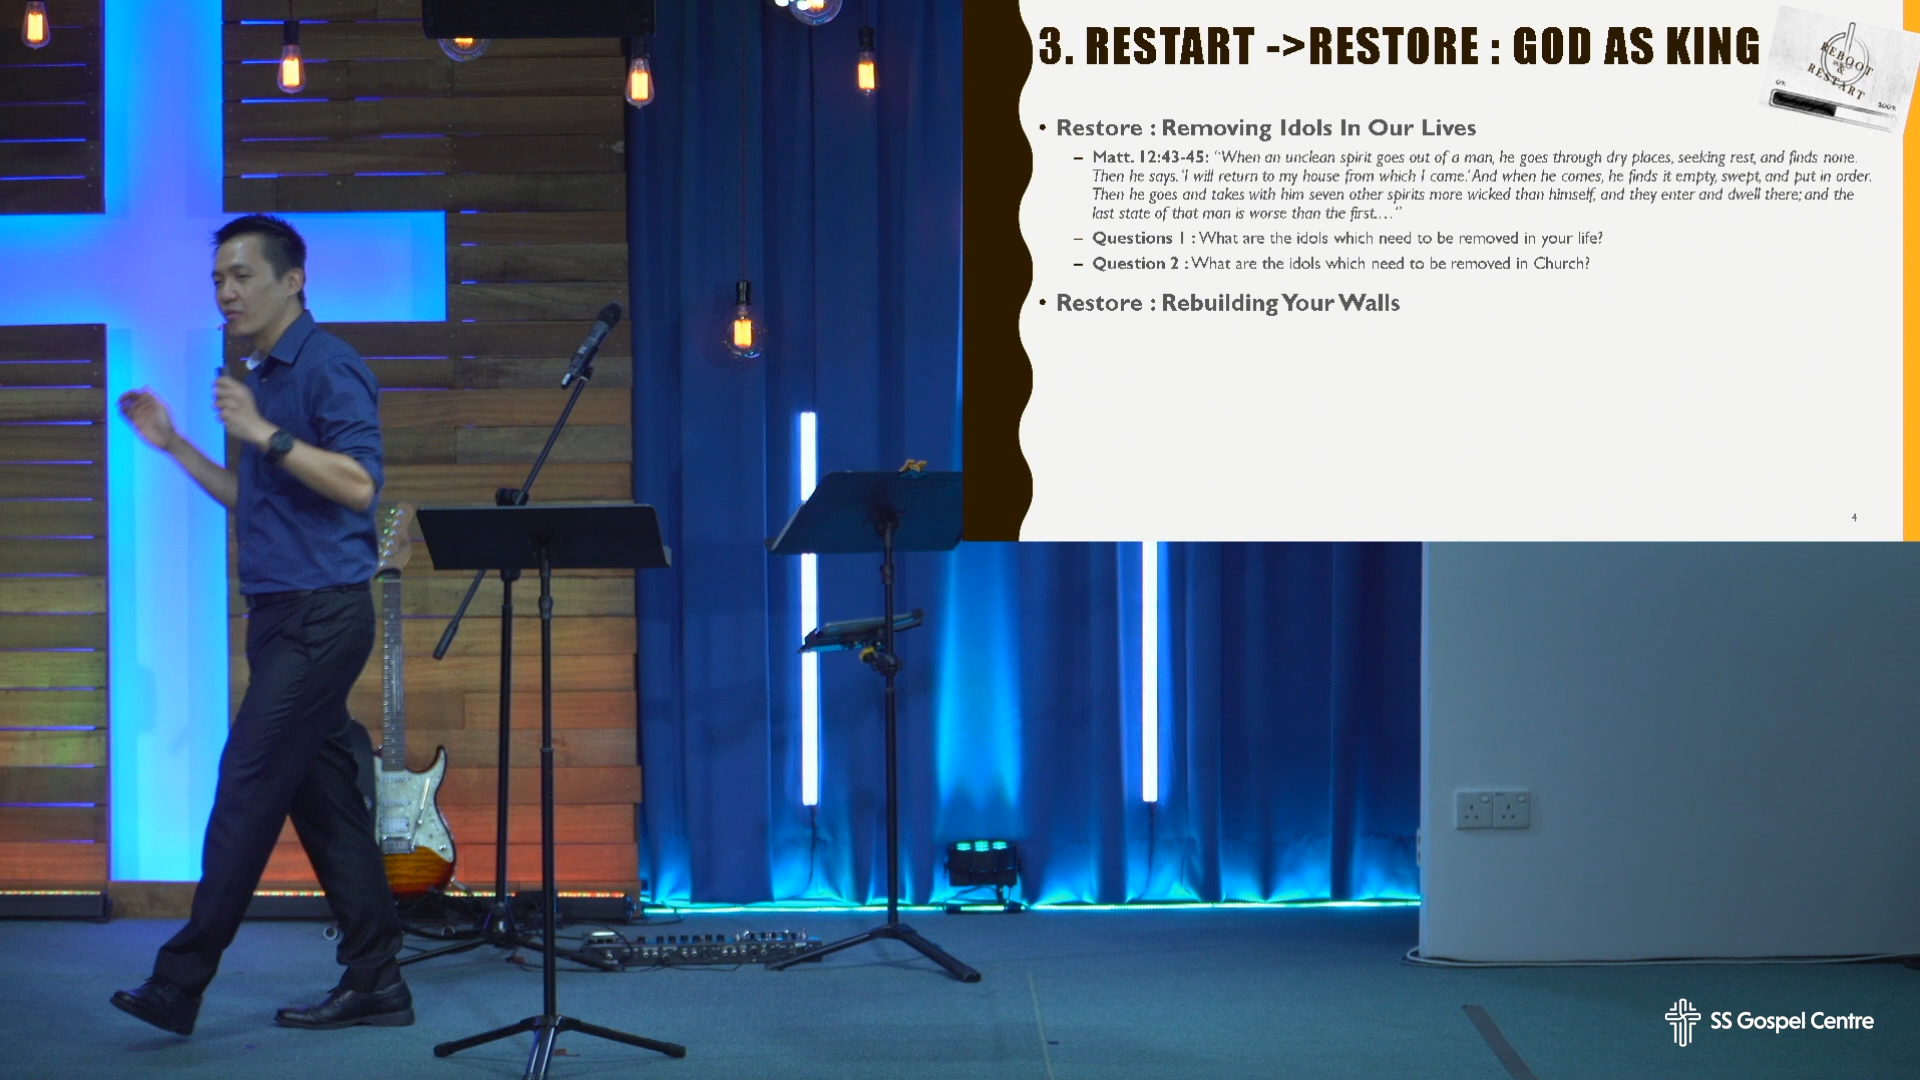 3. RESTART ->RESTORE : GOD AS KING
REBOOT
&
RESTART
0%
100%
• Restore : Removing Idols In Our Lives
– Matt. 12:43-45: “When an unclean spirit goes out of a man, he goes through dry places, seeking rest, and finds none.
Then he says. ‘I will return to my house from which I came.’ And when he comes, he finds it empty, swept, and put in order.
Then he goes and takes with him seven other spirits more wicked than himself, and they enter and dwell there; and the
last state of that man is worse than the first.…”
– Questions 1 : What are the idols which need to be removed in your life?
– Question 2 : What are the idols which need to be removed in Church?
• Restore : Rebuilding Your Walls
4
SS Gospel Centre